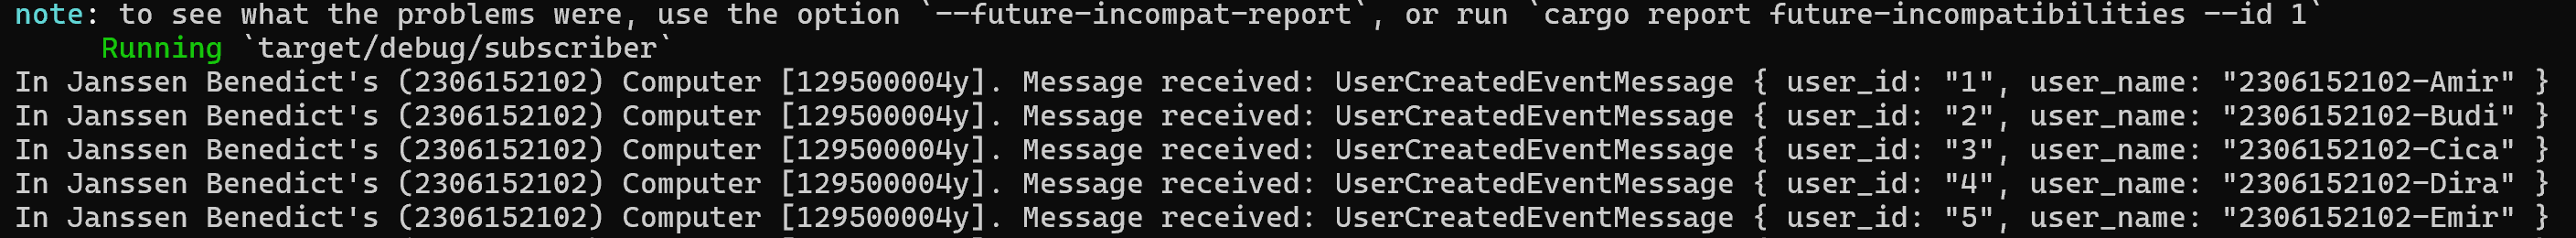 note: to see what the problems were, use the option `--future-incompat-report`, or run `cargo report future-incompatibilities --id 1`
Running `target/debug/subscriber`
In Janssen Benedict's (2306152102) Computer [129500004y]. Message received: UserCreatedEventMessage { user_id: "1", user_name: "2306152102-Amir" }
In Janssen Benedict's (2306152102) Computer [129500004y]. Message received: UserCreatedEventMessage { user_id: "2", user_name: "2306152102-Budi" }
In Janssen Benedict's (2306152102) Computer [129500004y]. Message received: UserCreatedEventMessage { user_id: "3", user_name: "2306152102-Cica" }
In Janssen Benedict's (2306152102) Computer [129500004y]. Message received: UserCreatedEventMessage { user_id: "4", user_name: "2306152102-Dira" }
In Janssen Benedict's (2306152102) Computer [129500004y]. Message received: UserCreatedEventMessage { user_id: "5", user_name: "2306152102-Emir" }